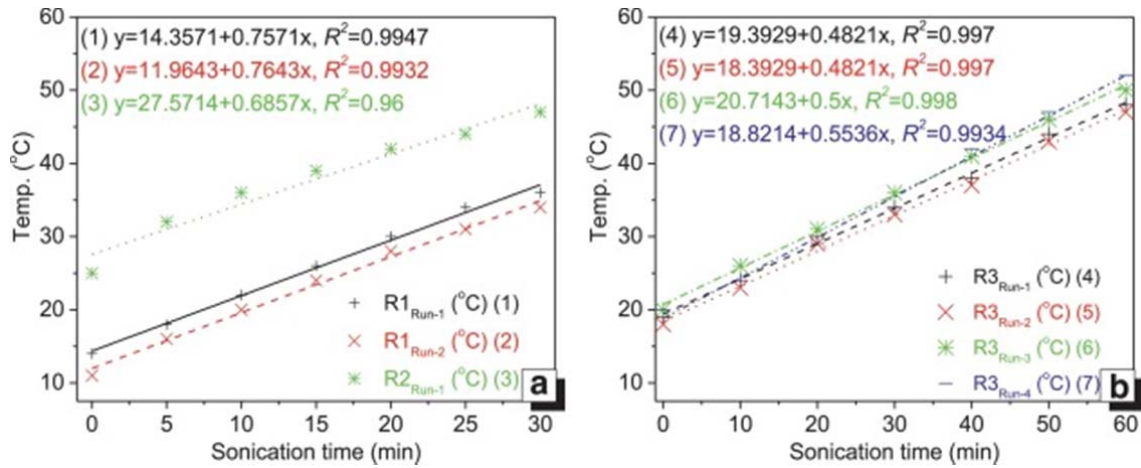 60
50
40
30
20
10
Temp. (°C)
(1) y=14.3571+0.7571x, R²=0.9947
(2) y=11.9643+0.7643x, R²=0.9932
(3) y=27.5714+0.6857x, R²=0.96
R1Run-1 (°C) (1)
R1Run-2 (°C) (2)
R2Run-1 (°C) (3)
a
0 5 10 15 20 25 30
Sonication time (min)
60
50
40
30
20
10
Temp. (°C)
(4) y=19.3929+0.4821x, R²=0.997
(5) y=18.3929+0.4821x, R²=0.997
(6) y=20.7143+0.5x, R²=0.998
(7) y=18.8214+0.5536x, R²=0.9934
R3Run-1 (°C) (4)
R3Run-2 (°C) (5)
R3Run-3 (°C) (6)
R3Run-4 (°C) (7)
b
0 10 20 30 40 50 60
Sonication time (min)